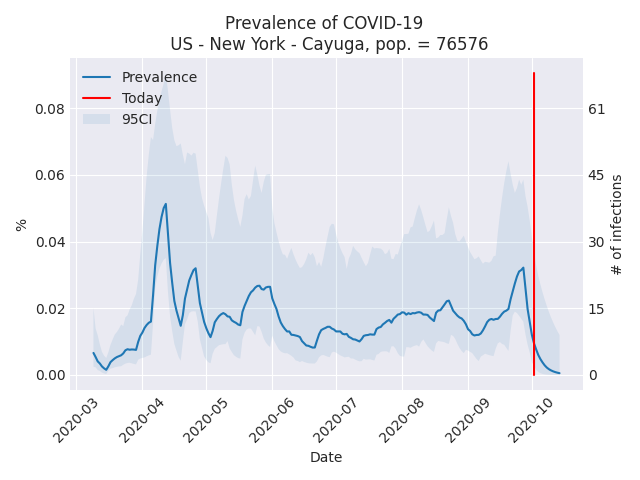 Prevalence of COVID-19
US - New York - Cayuga, pop. = 76576
Prevalence
Today
95CI
%
0.08
0.06
0.04
0.02
0.00
61
45
30
15
0
# of infections
2020-03
2020-04
2020-05
2020-06
2020-07
2020-08
2020-09
2020-10
Date